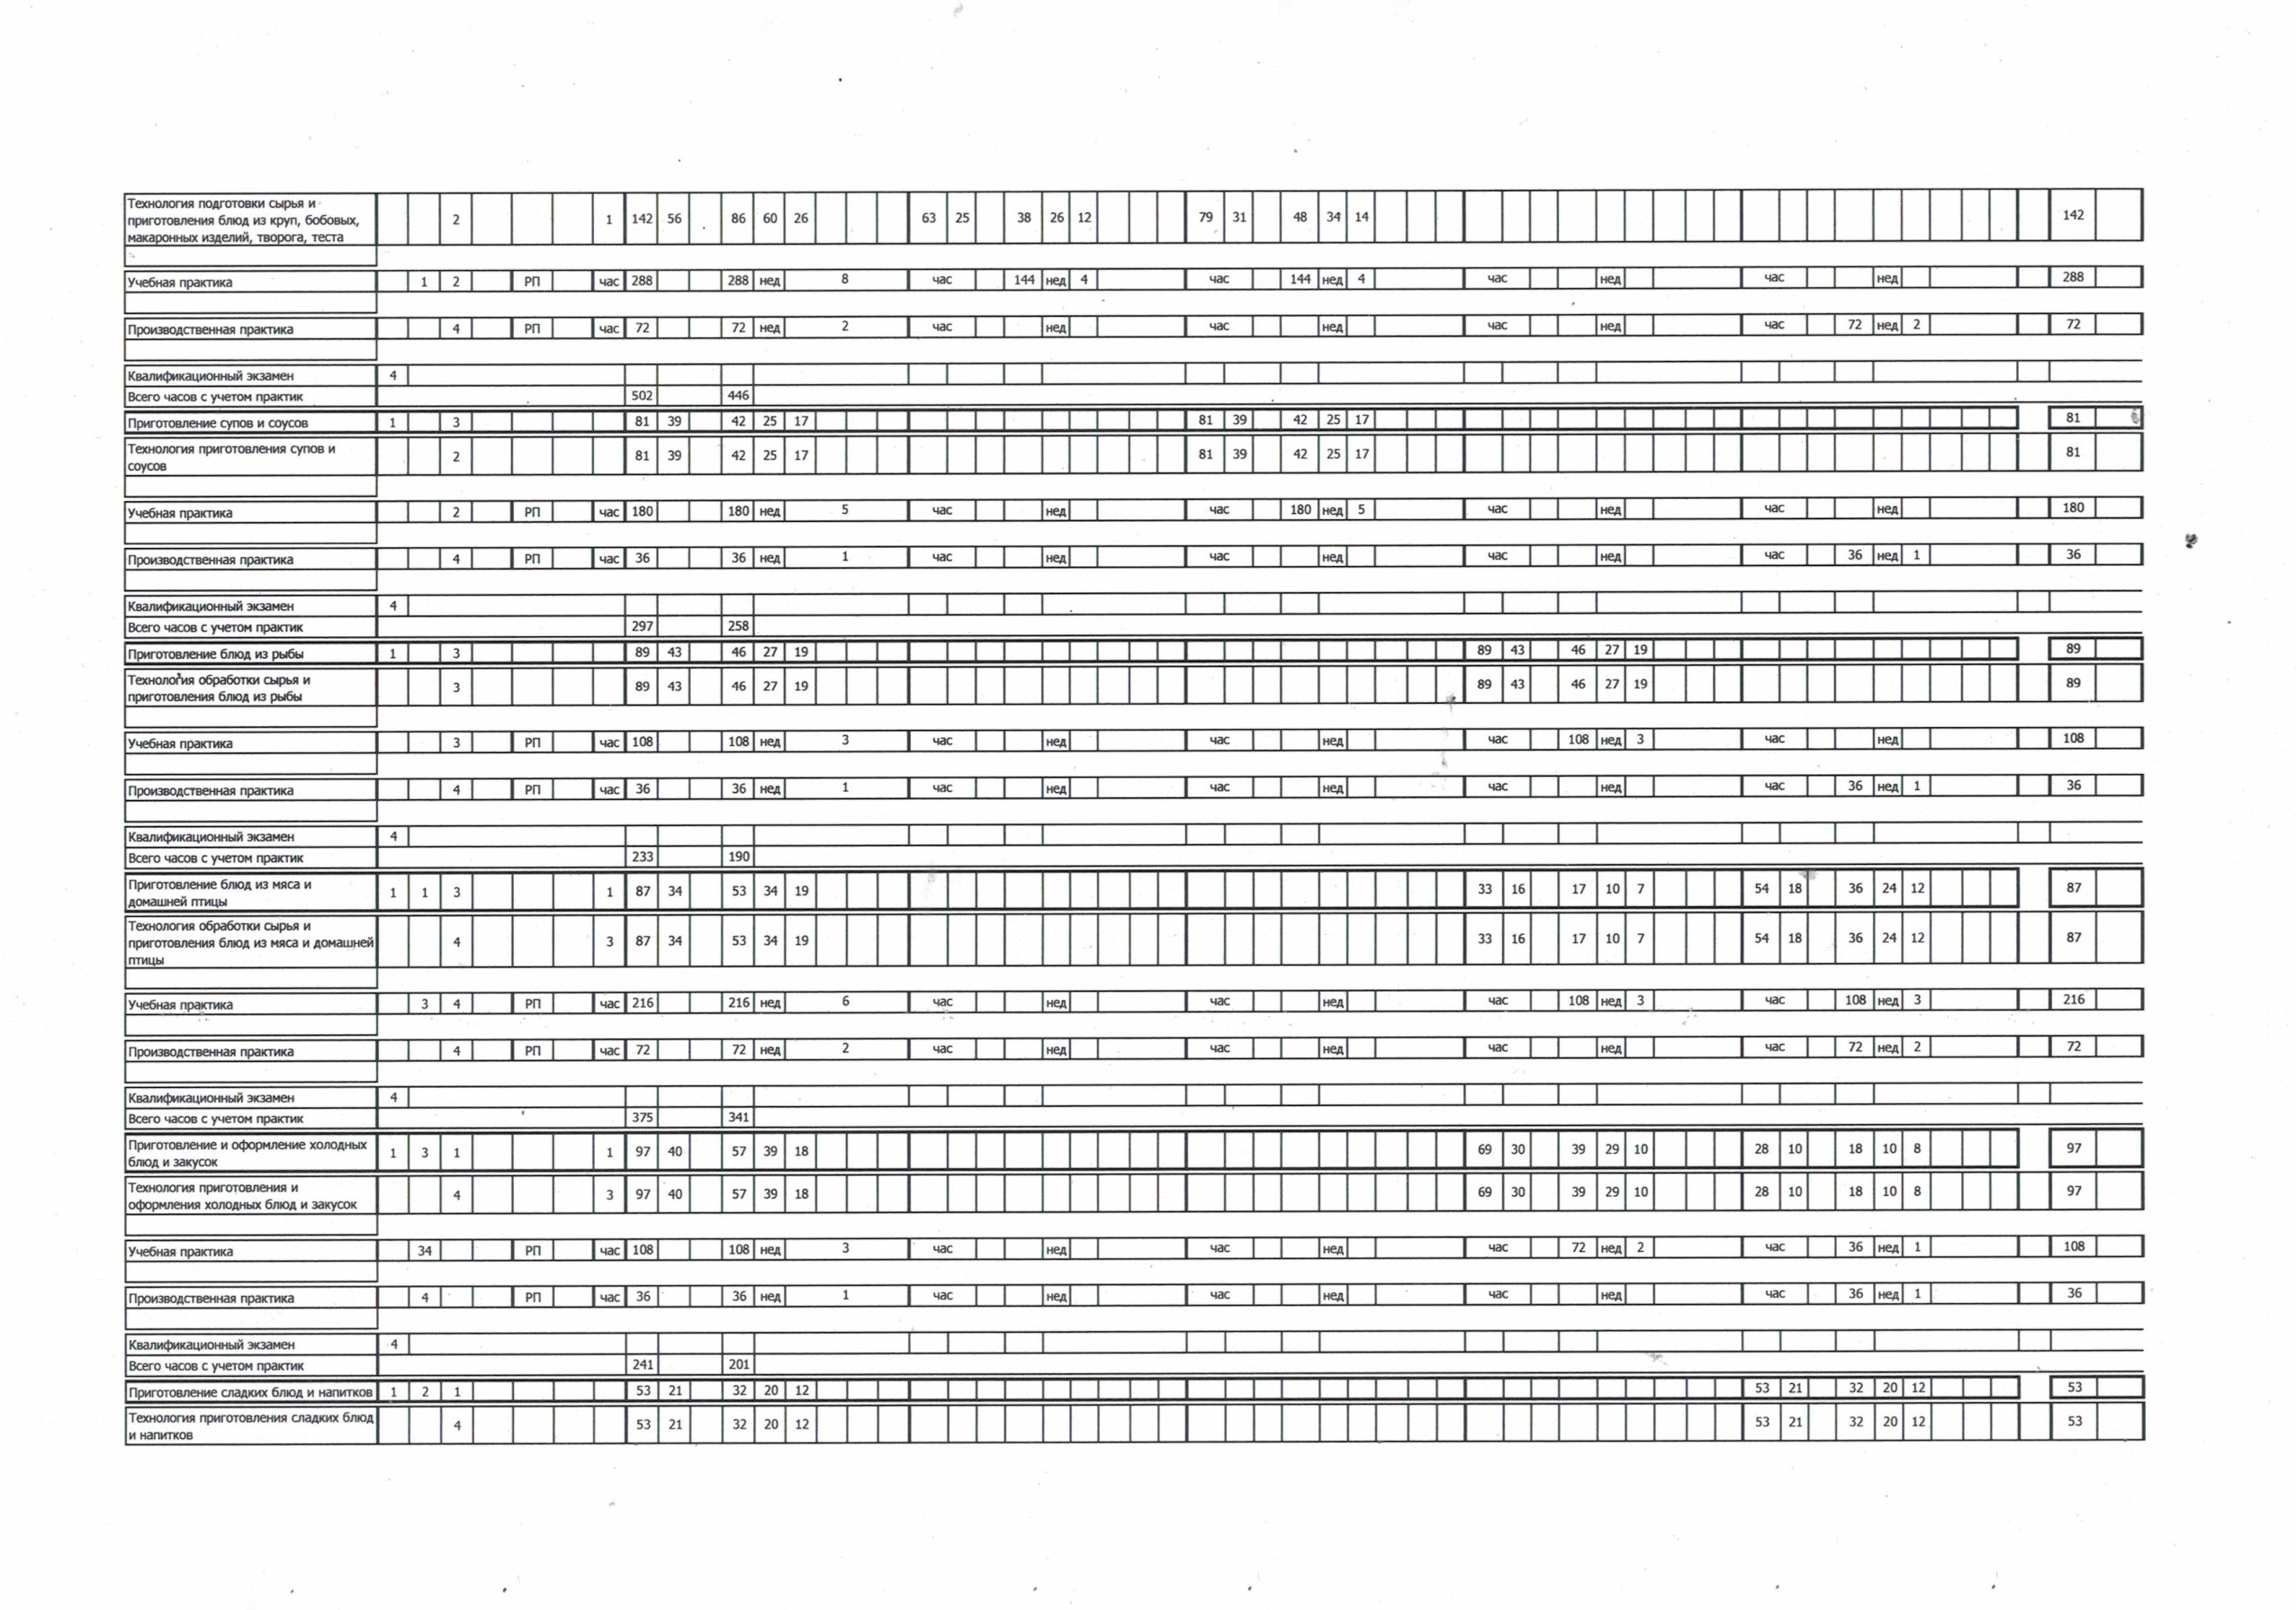 Технология подготовки сырья и
приготовления блюд из круп, бобовых, 2 1 142 56 86 60 26 63 25 38 26 12 79 31 48 34 14 142
макаронных изделий, творога, теста
Учебная практика 1 2 РП час 288 288 нед 8 час 144 нед 4 час 144 нед 4 час нед час нед 288
Производственная практика 4 РП час 72 72 нед 2 час нед час нед час нед час 72 нед 2 72
Квалификационный экзамен 4
Всего часов с учетом практик 502 446
Приготовление супов и соусов 1 3 81 39 42 25 17 81 39 42 25 17 81
Технология приготовления супов и 2 81 39 42 25 17 81 39 42 25 17 81
соусов
Учебная практика 2 РП час 180 180 нед 5 час нед час 180 нед 5 час нед час нед 180
Производственная практика 4 РП час 36 36 нед 1 час нед час нед час нед час 36 нед 1 36
Квалификационный экзамен 4
Всего часов с учетом практик 297 258
Приготовление блюд из рыбы 1 3 89 43 46 27 19 89 43 46 27 19 89
Технология обработки сырья и 3 89 43 46 27 19 89 43 46 27 19 89
приготовления блюд из рыбы
Учебная практика 3 РП час 108 108 нед 3 час нед час нед час 108 нед 3 час нед 108
Производственная практика 4 РП час 36 36 нед 1 час нед час нед час нед час 36 нед 1 36
Квалификационный экзамен 4
Всего часов с учетом практик 233 190
Приготовление блюд из мяса и 1 1 3 1 87 34 53 34 19 33 16 17 10 7 54 18 36 24 12 87
домашней птицы
Технология обработки сырья и
приготовления блюд из мяса и домашней 4 3 87 34 53 34 19 33 16 17 10 7 54 18 36 24 12 87
птицы
Учебная практика 3 4 РП час 216 216 нед 6 час нед час нед час 108 нед 3 час 108 нед 3 216
Производственная практика 4 РП час 72 72 нед 2 час нед час нед час нед час 72 нед 2 72
Квалификационный экзамен 4
Всего часов с учетом практик 375 341
Приготовление и оформление холодных 1 3 1 1 97 40 57 39 18 69 30 39 29 10 28 10 18 10 8 97
блюд и закусок
Технология приготовления и 4 3 97 40 57 39 18 69 30 39 29 10 28 10 18 10 8 97
оформления холодных блюд и закусок
Учебная практика 34 РП час 108 108 нед 3 час нед час нед час 72 нед 2 час 36 нед 1 108
Производственная практика 4 РП час 36 36 нед 1 час нед час нед час нед час 36 нед 1 36
Квалификационный экзамен 4
Всего часов с учетом практик 241 201
Приготовление сладких блюд и напитков 1 2 1 53 21 32 20 12 53 21 32 20 12 53
Технология приготовления сладких блюд 4 53 21 32 20 12 53 21 32 20 12 53
и напитков